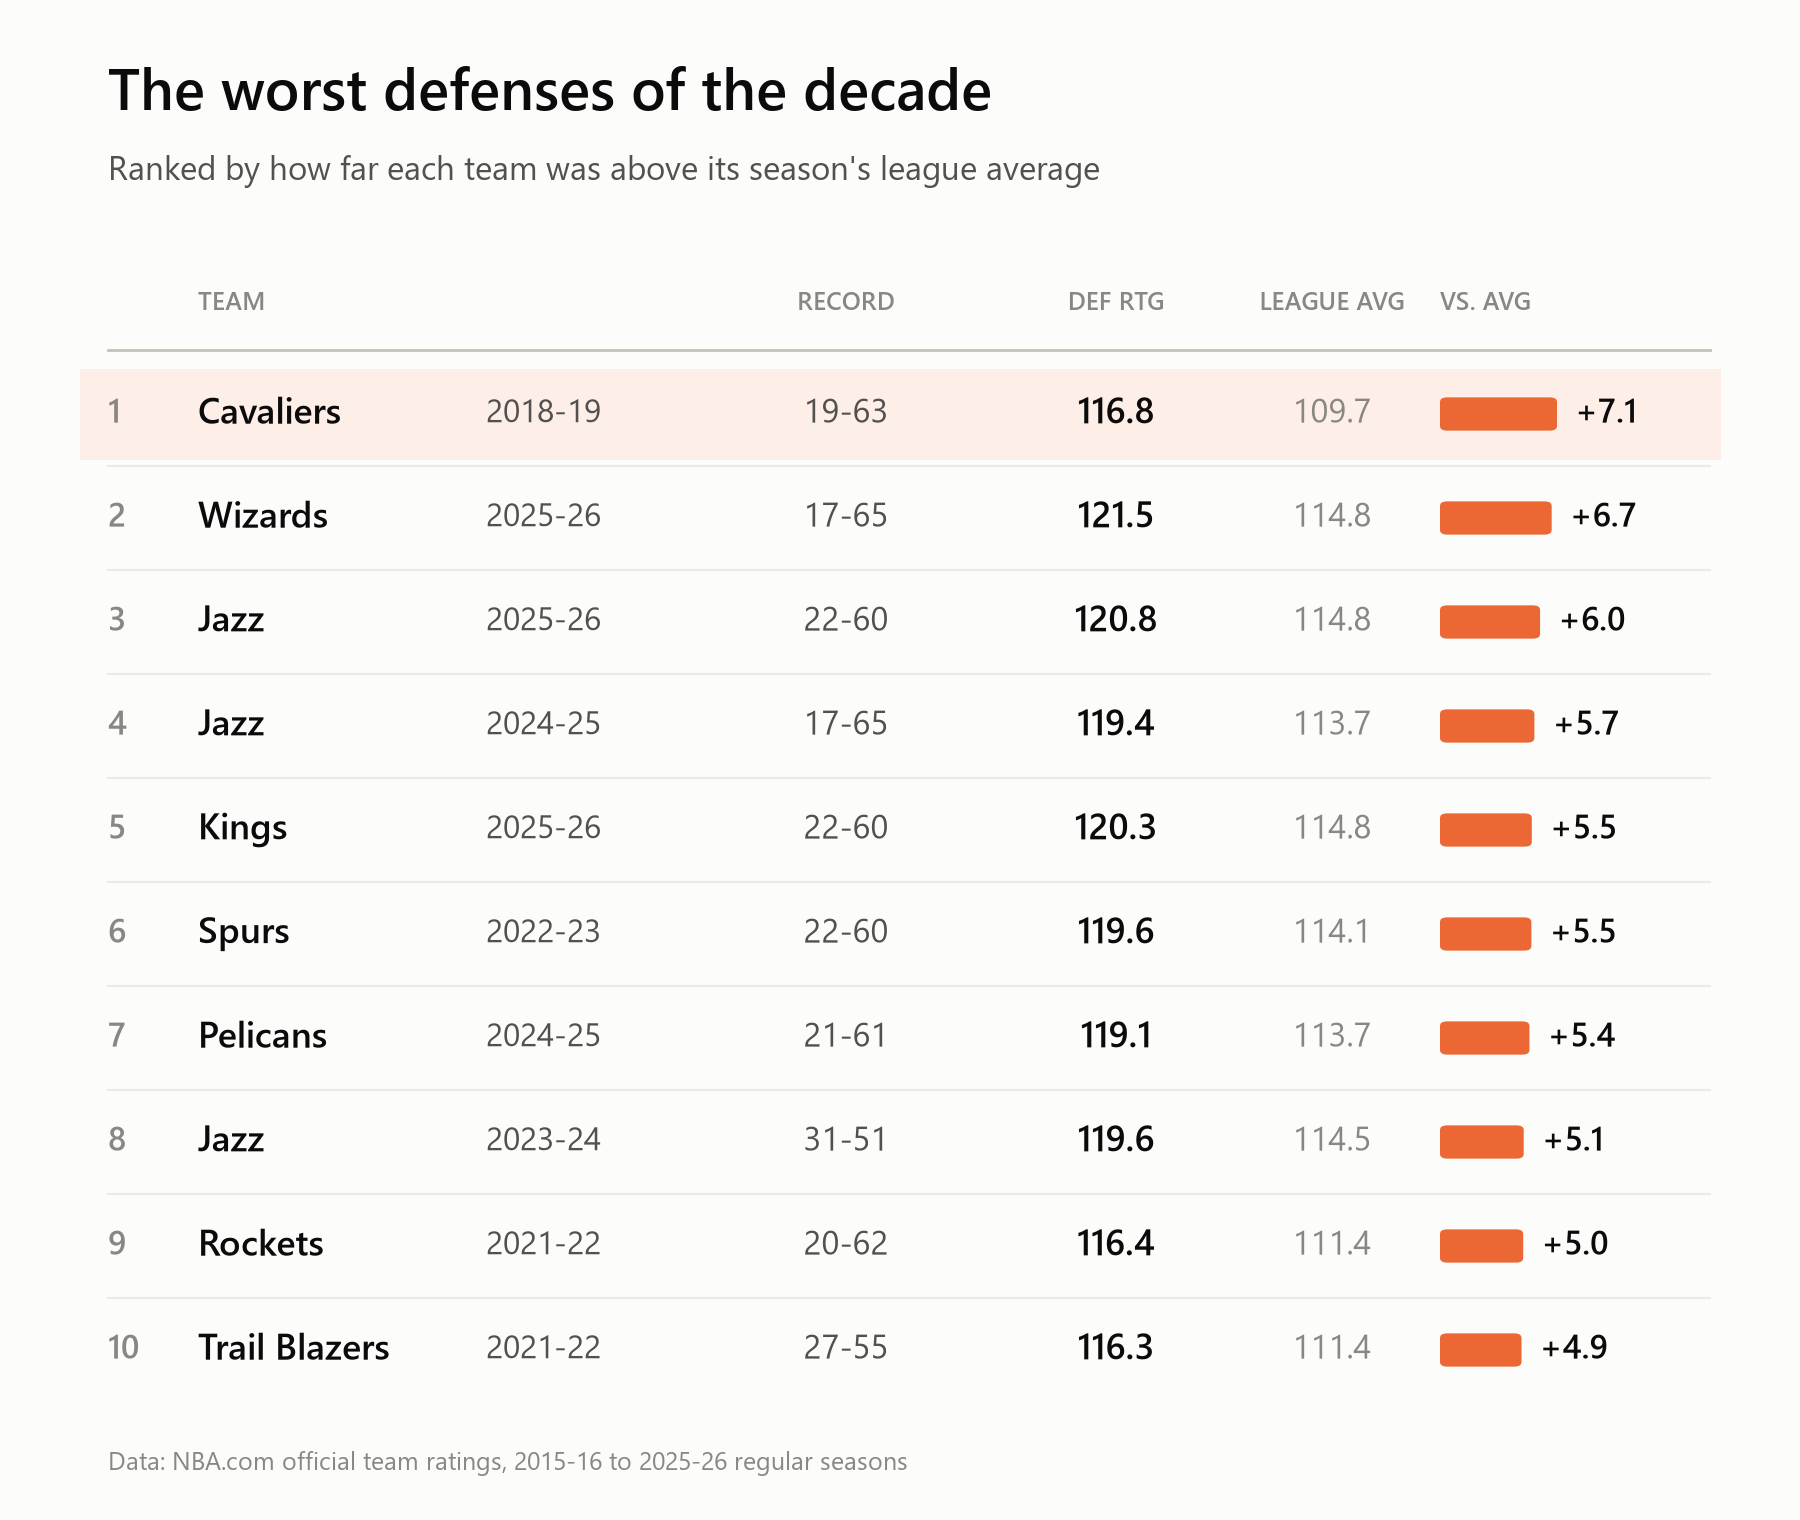 The worst defenses of the decade
Ranked by how far each team was above its season's league average
TEAM RECORD DEF RTG LEAGUE AVG VS. AVG
1 Cavaliers 2018-19 19-63 116.8 109.7 +7.1
2 Wizards 2025-26 17-65 121.5 114.8 +6.7
3 Jazz 2025-26 22-60 120.8 114.8 +6.0
4 Jazz 2024-25 17-65 119.4 113.7 +5.7
5 Kings 2025-26 22-60 120.3 114.8 +5.5
6 Spurs 2022-23 22-60 119.6 114.1 +5.5
7 Pelicans 2024-25 21-61 119.1 113.7 +5.4
8 Jazz 2023-24 31-51 119.6 114.5 +5.1
9 Rockets 2021-22 20-62 116.4 111.4 +5.0
10 Trail Blazers 2021-22 27-55 116.3 111.4 +4.9
Data: NBA.com official team ratings, 2015-16 to 2025-26 regular seasons